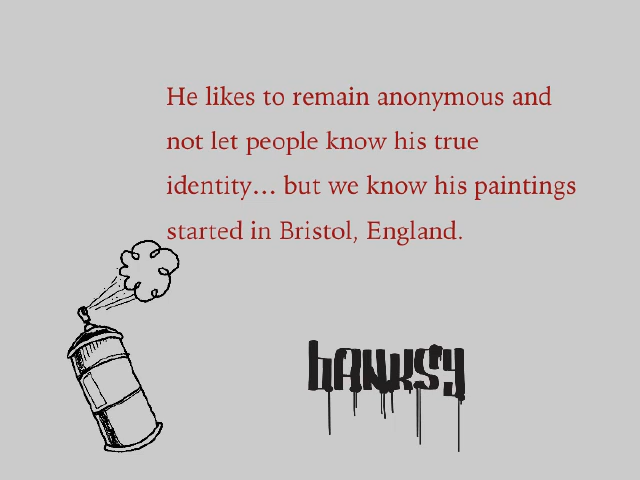 He likes to remain anonymous and
not let people know his true
identity… but we know his paintings
started in Bristol, England.
BANKSY